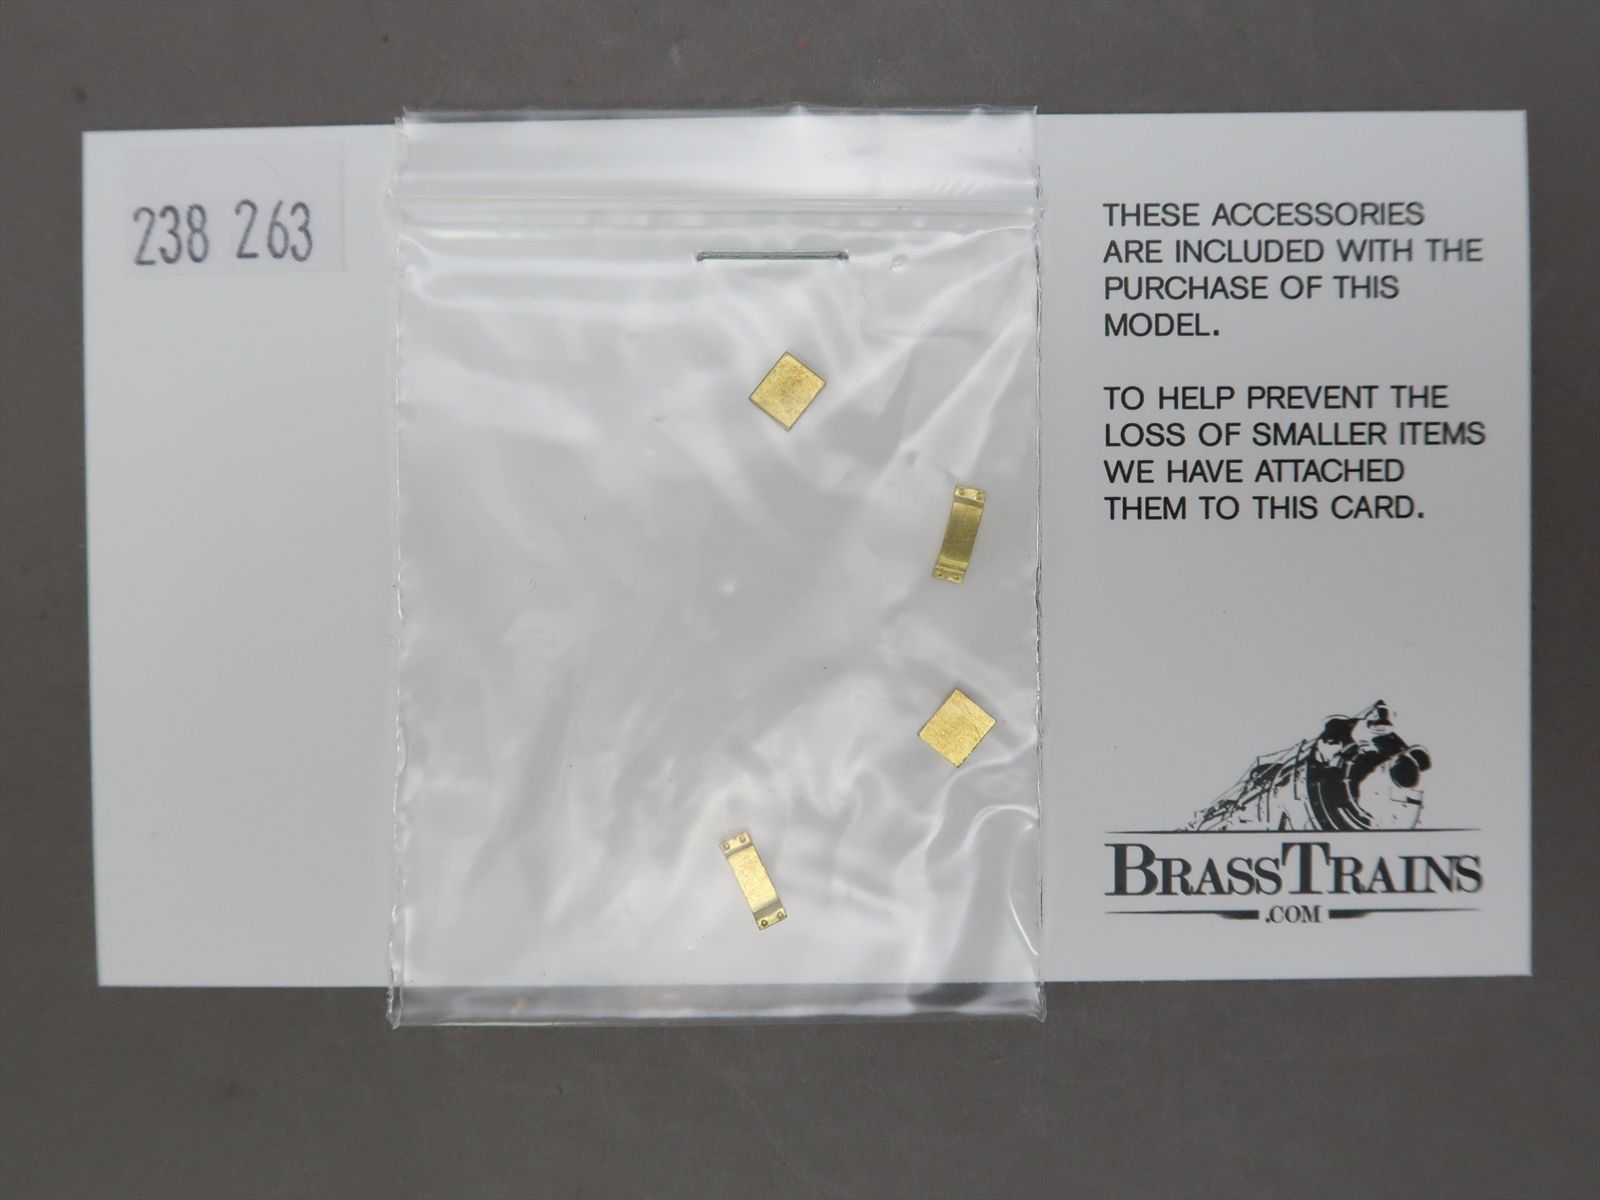 238 263
THESE ACCESSORIES
ARE INCLUDED WITH THE
PURCHASE OF THIS
MODEL.
TO HELP PREVENT THE
LOSS OF SMALLER ITEMS
WE HAVE ATTACHED
THEM TO THIS CARD.
BRASSTRAINS
.COM